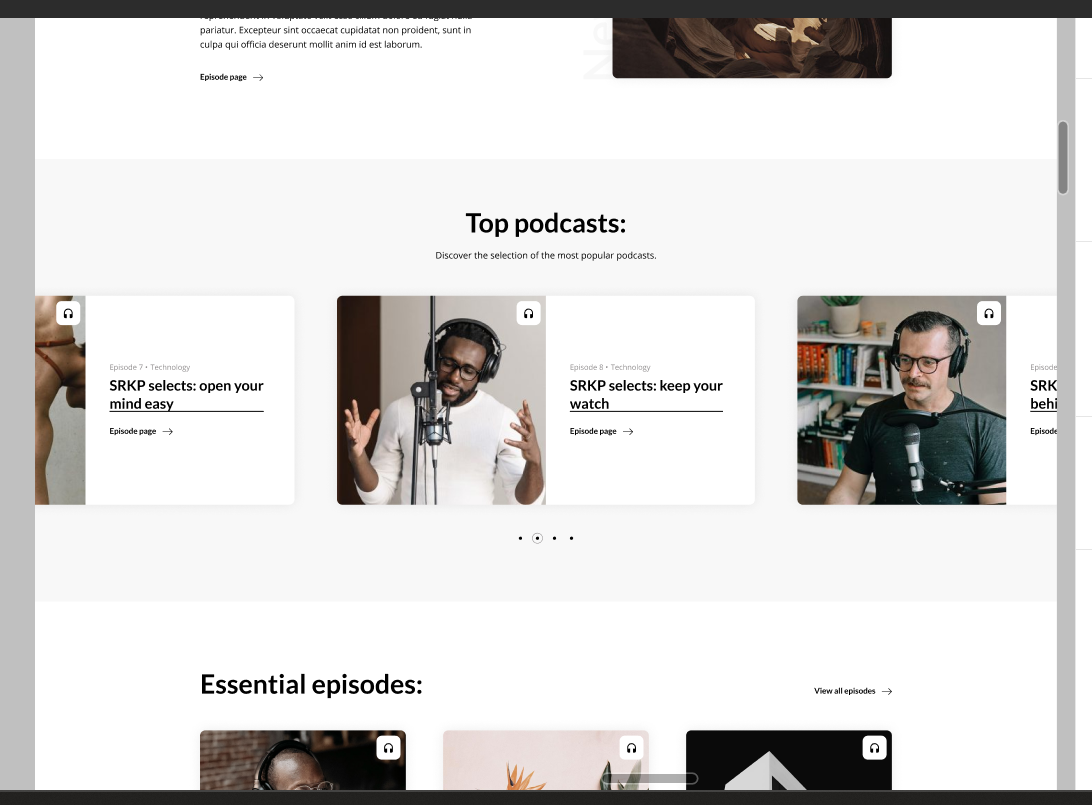 pariatur. Excepteur sint occaecat cupidatat non proident, sunt in
culpa qui officia deserunt mollit anim id est laborum.
Episode page
Ne
Top podcasts:
Discover the selection of the most popular podcasts.
Episode 7 • Technology
SRKP selects: open your
mind easy
Episode page
Episode 8 • Technology
SRKP selects: keep your
watch
Episode page
Episode
SRK
behi
Episode
Essential episodes:
View all episodes